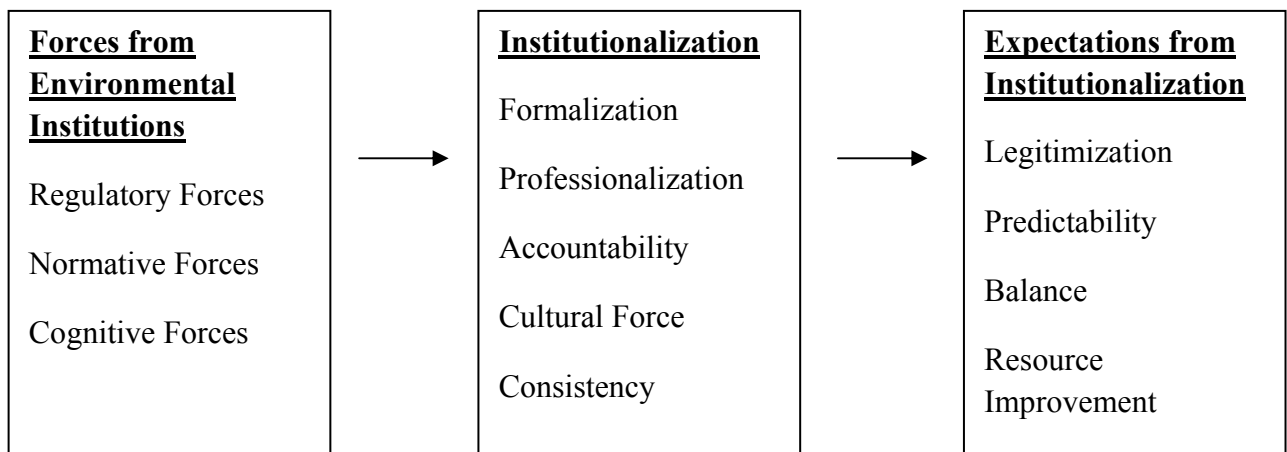 Forces from
Environmental
Institutions
Regulatory Forces
Normative Forces
Cognitive Forces
Institutionalization
Formalization
Professionalization
Accountability
Cultural Force
Consistency
Expectations from
Institutionalization
Legitimization
Predictability
Balance
Resource
Improvement